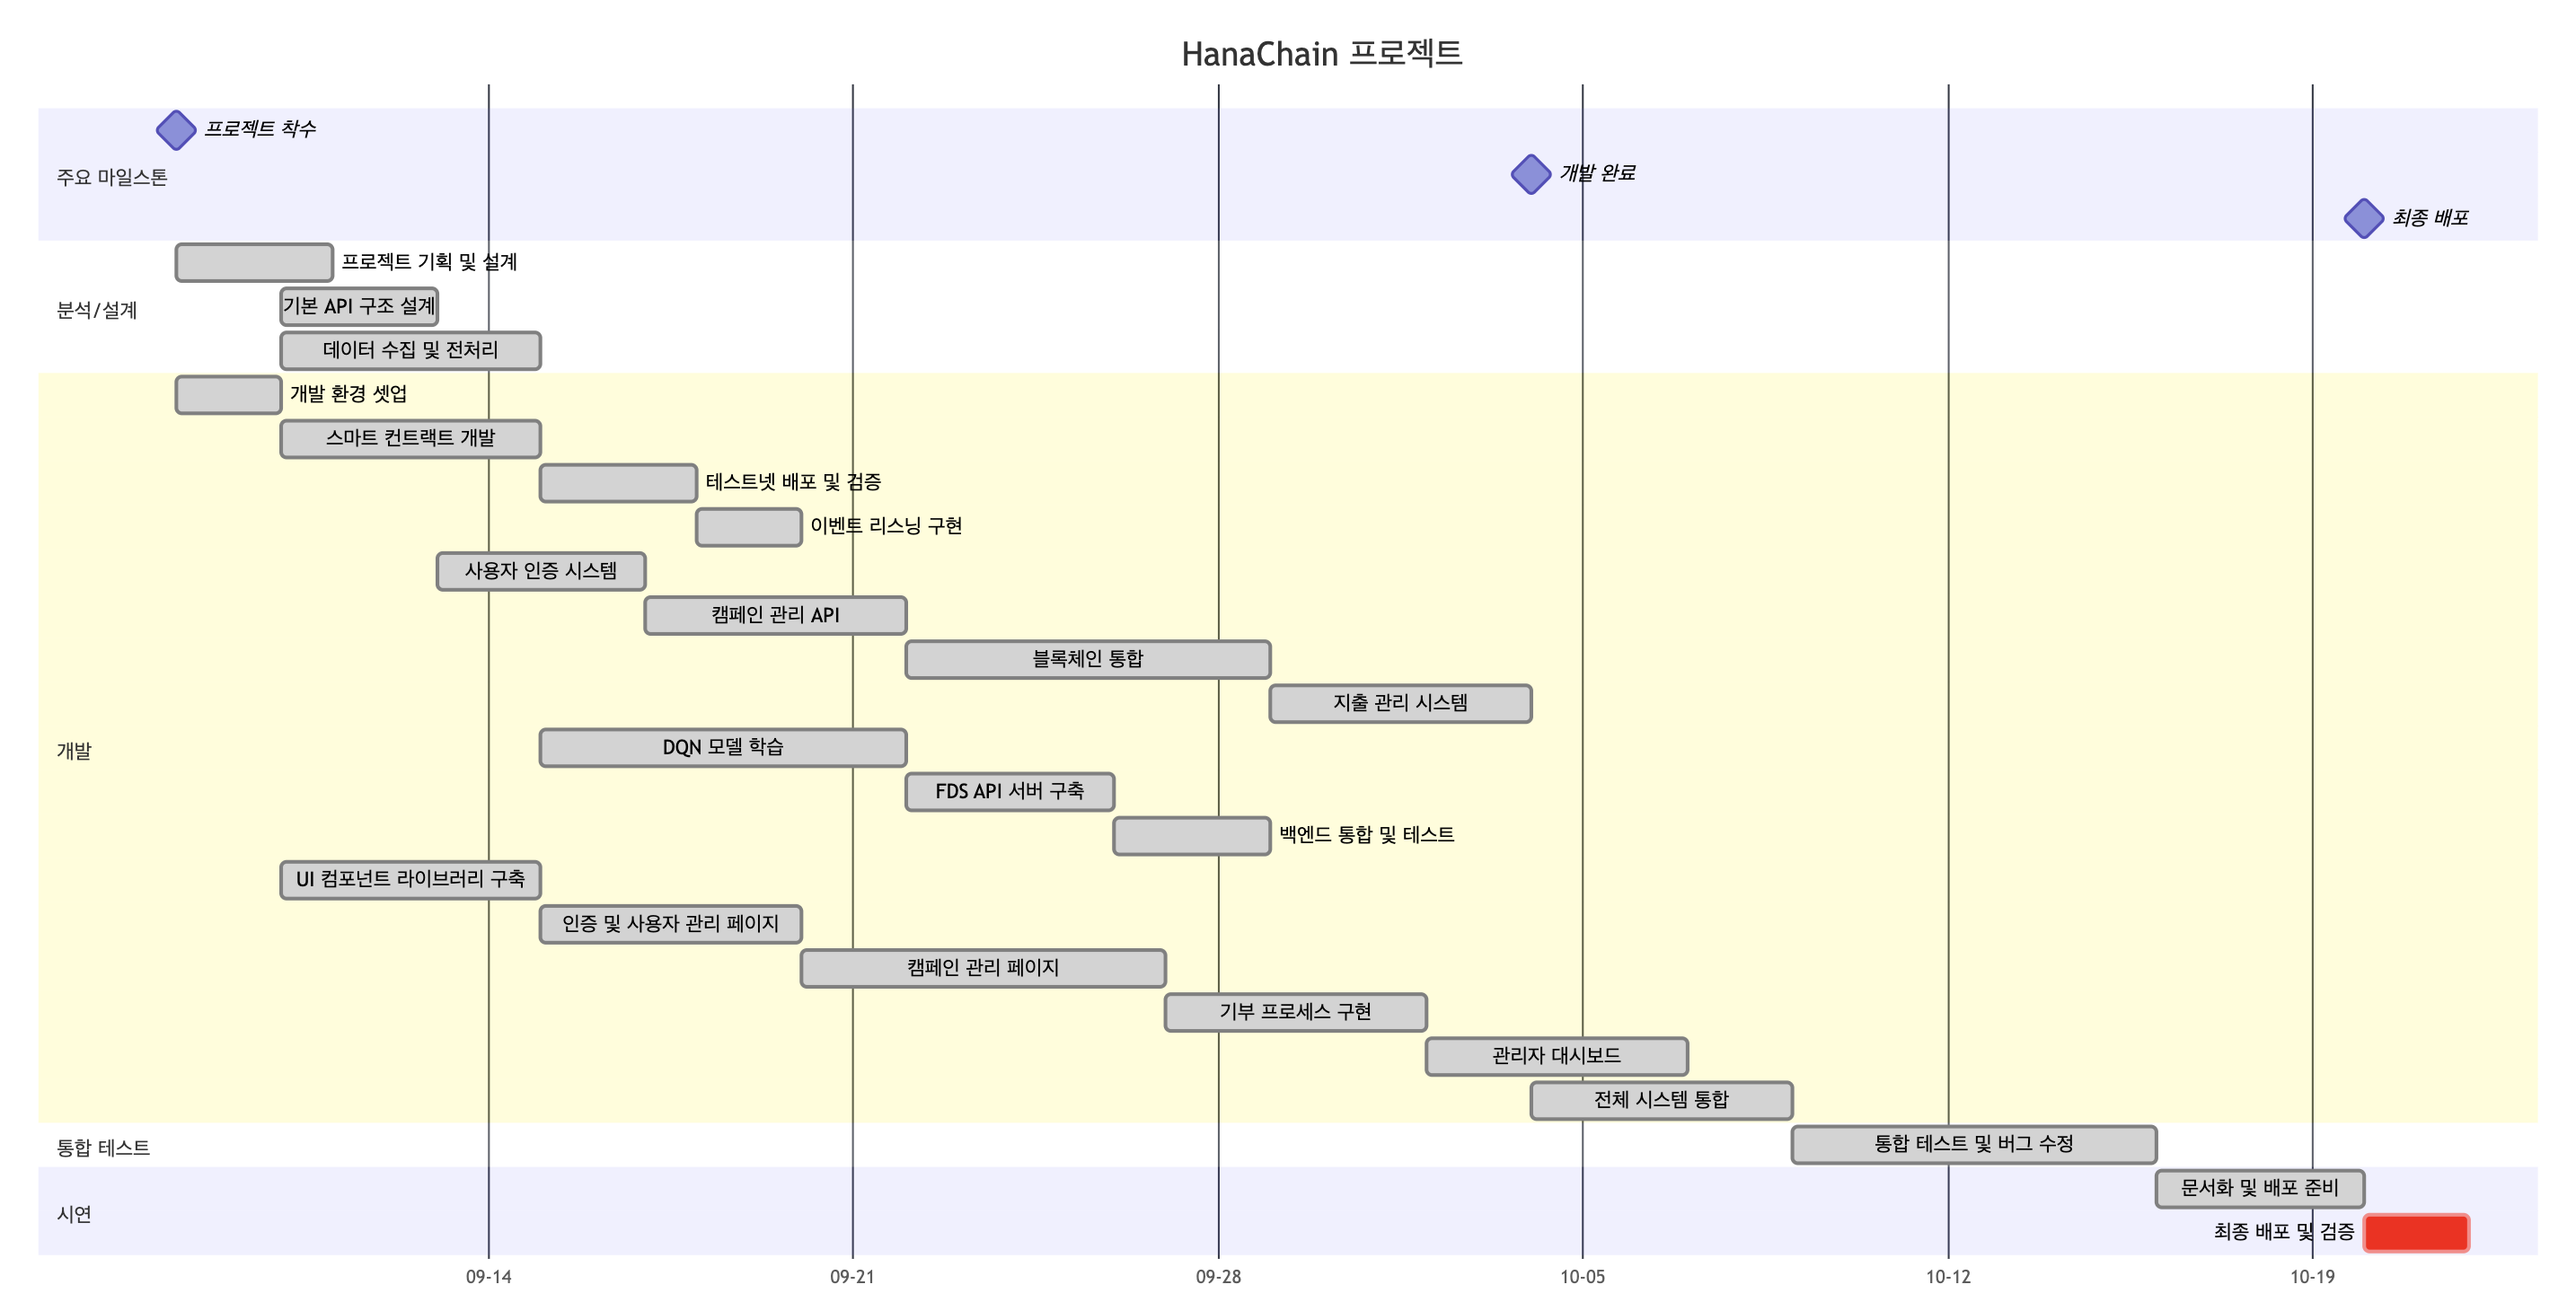 HanaChain 프로젝트
프로젝트 착수
주요 마일스톤
개발 완료
최종 배포
프로젝트 기획 및 설계
분석/설계
기본 API 구조 설계
데이터 수집 및 전처리
개발 환경 셋업
스마트 컨트랙트 개발
테스트넷 배포 및 검증
이벤트 리스닝 구현
사용자 인증 시스템
캠페인 관리 API
블록체인 통합
지출 관리 시스템
개발
DQN 모델 학습
FDS API 서버 구축
백엔드 통합 및 테스트
UI 컴포넌트 라이브러리 구축
인증 및 사용자 관리 페이지
캠페인 관리 페이지
기부 프로세스 구현
관리자 대시보드
전체 시스템 통합
통합 테스트
통합 테스트 및 버그 수정
시연
문서화 및 배포 준비
최종 배포 및 검증
09-14 09-21 09-28 10-05 10-12 10-19